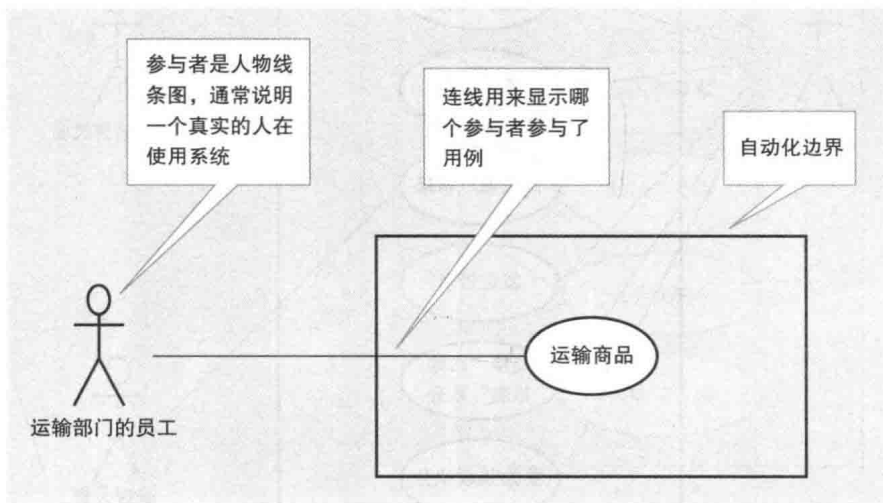 参与者是人物线
条图，通常说明
一个真实的人在
使用系统
连线用来显示哪
个参与者参与了
用例
自动化边界
运输商品
运输部门的员工